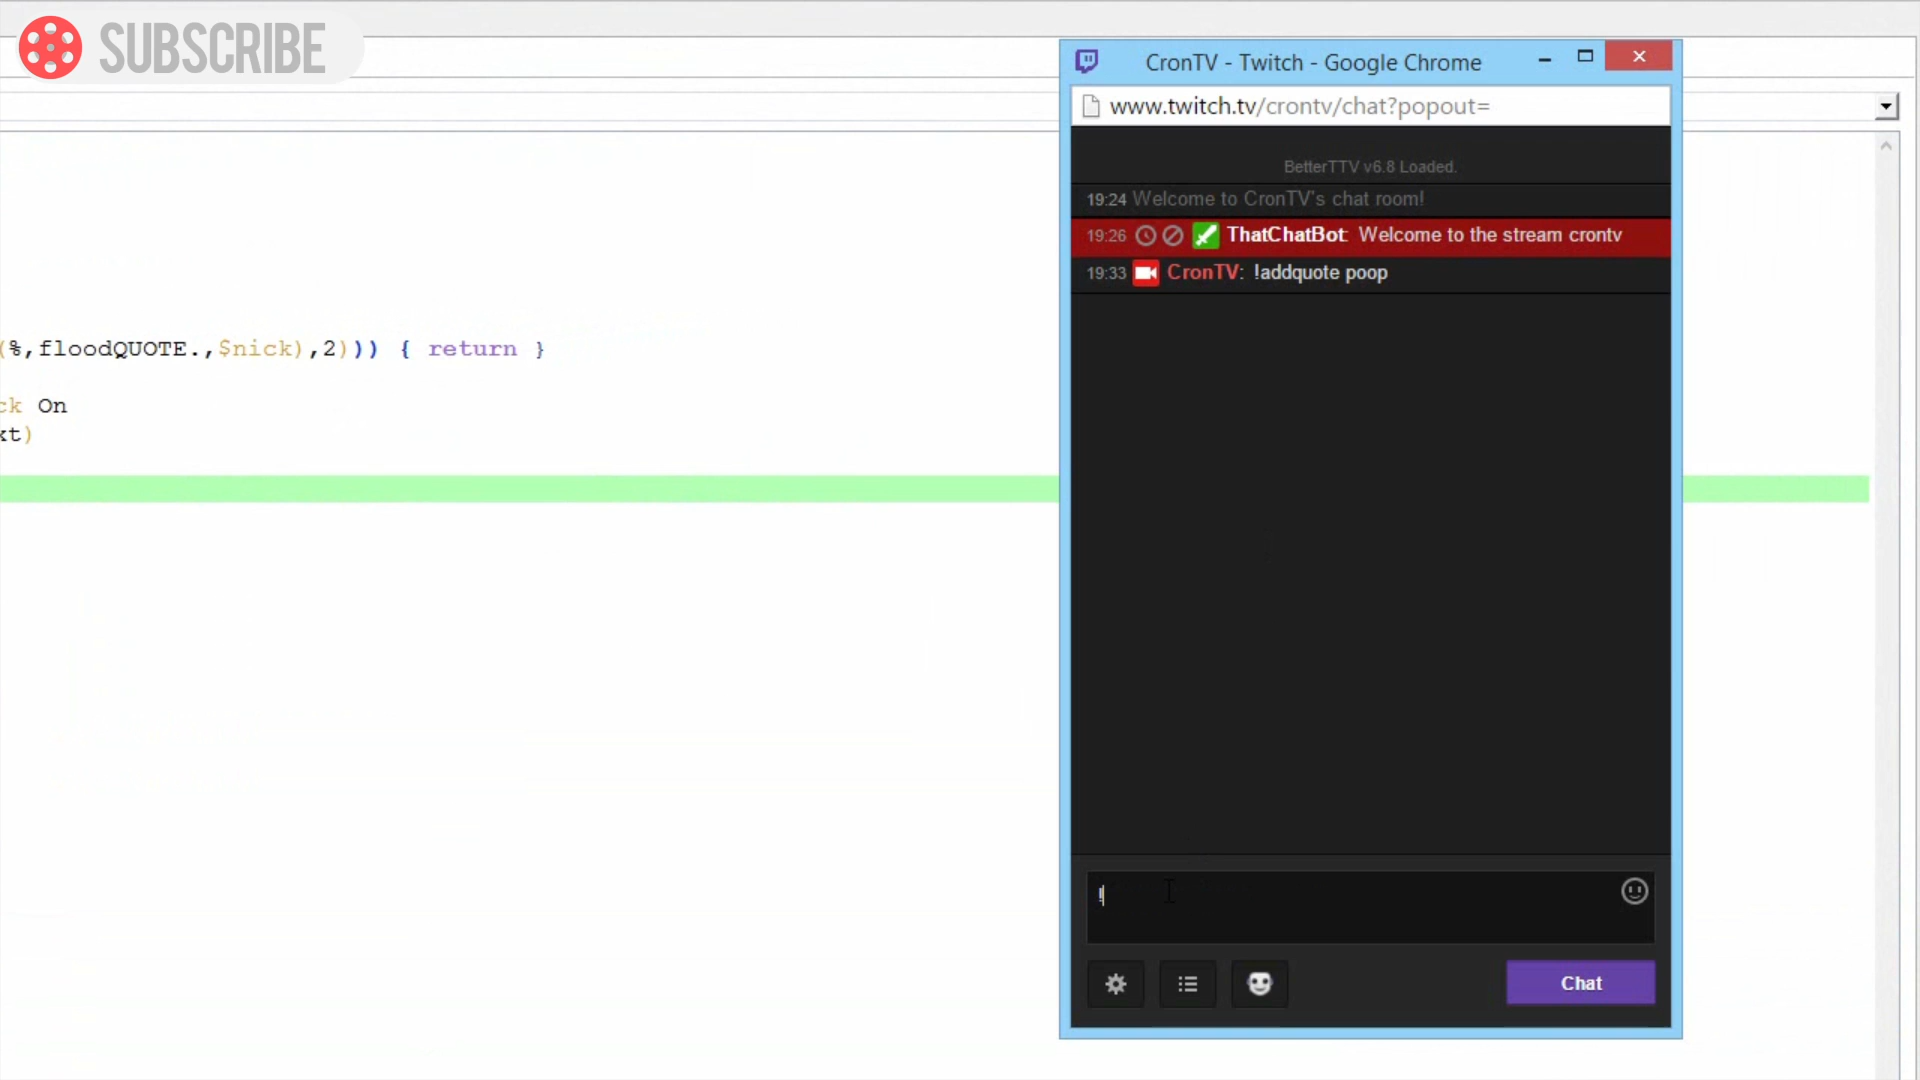 SUBSCRIBE
CronTV - Twitch - Google Chrome
www.twitch.tv/crontv/chat?popout=
BetterTTV v6.8 Loaded.
19:24 Welcome to CronTV's chat room!
19:26 ThatChatBot: Welcome to the stream crontv
19:33 CronTV: !addquote poop
(%,floodQUOTE.,$nick),2))) { return }
ck On
xt)
!
Chat